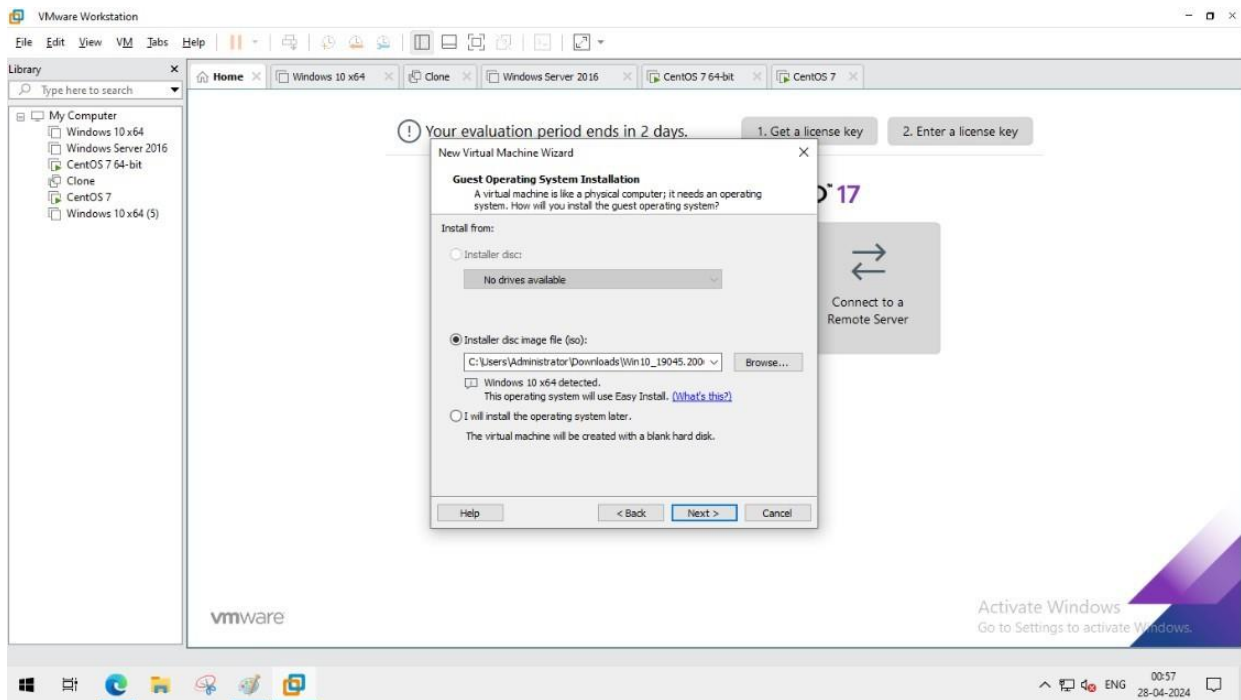 VMware Workstation
File Edit View VM Tabs Help
Library
Type here to search
My Computer
Windows 10 x64
Windows Server 2016
CentOS 7 64-bit
Clone
CentOS 7
Windows 10 x64 (5)
Home Windows 10 x64 Clone Windows Server 2016 CentOS 7 64-bit CentOS 7
Your evaluation period ends in 2 days. 1. Get a license key 2. Enter a license key
17
Connect to a
Remote Server
New Virtual Machine Wizard
Guest Operating System Installation
A virtual machine is like a physical computer; it needs an operating
system. How will you install the guest operating system?
Install from:
Installer disc:
No drives available
Installer disc image file (iso):
C:\Users\Administrator\Downloads\Win10_19045.200 Browse...
Windows 10 x64 detected.
This operating system will use Easy Install. (What's this?)
I will install the operating system later.
The virtual machine will be created with a blank hard disk.
Help < Back Next > Cancel
vmware
Activate Windows
Go to Settings to activate Windows.
ENG 00:57
28-04-2024